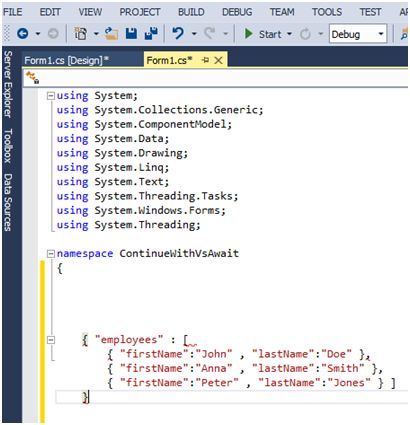 FILE EDIT VIEW PROJECT BUILD DEBUG TEAM TOOLS TEST
Start Debug
Form1.cs [Design]* Form1.cs*
Server Explorer
Toolbox
Data Sources
using System;
using System.Collections.Generic;
using System.ComponentModel;
using System.Data;
using System.Drawing;
using System.Linq;
using System.Text;
using System.Threading.Tasks;
using System.Windows.Forms;
using System.Threading;
namespace ContinueWithVsAwait
{
{ "employees" : [
{ "firstName":"John" , "lastName":"Doe" },
{ "firstName":"Anna" , "lastName":"Smith" },
{ "firstName":"Peter" , "lastName":"Jones" } ]
}